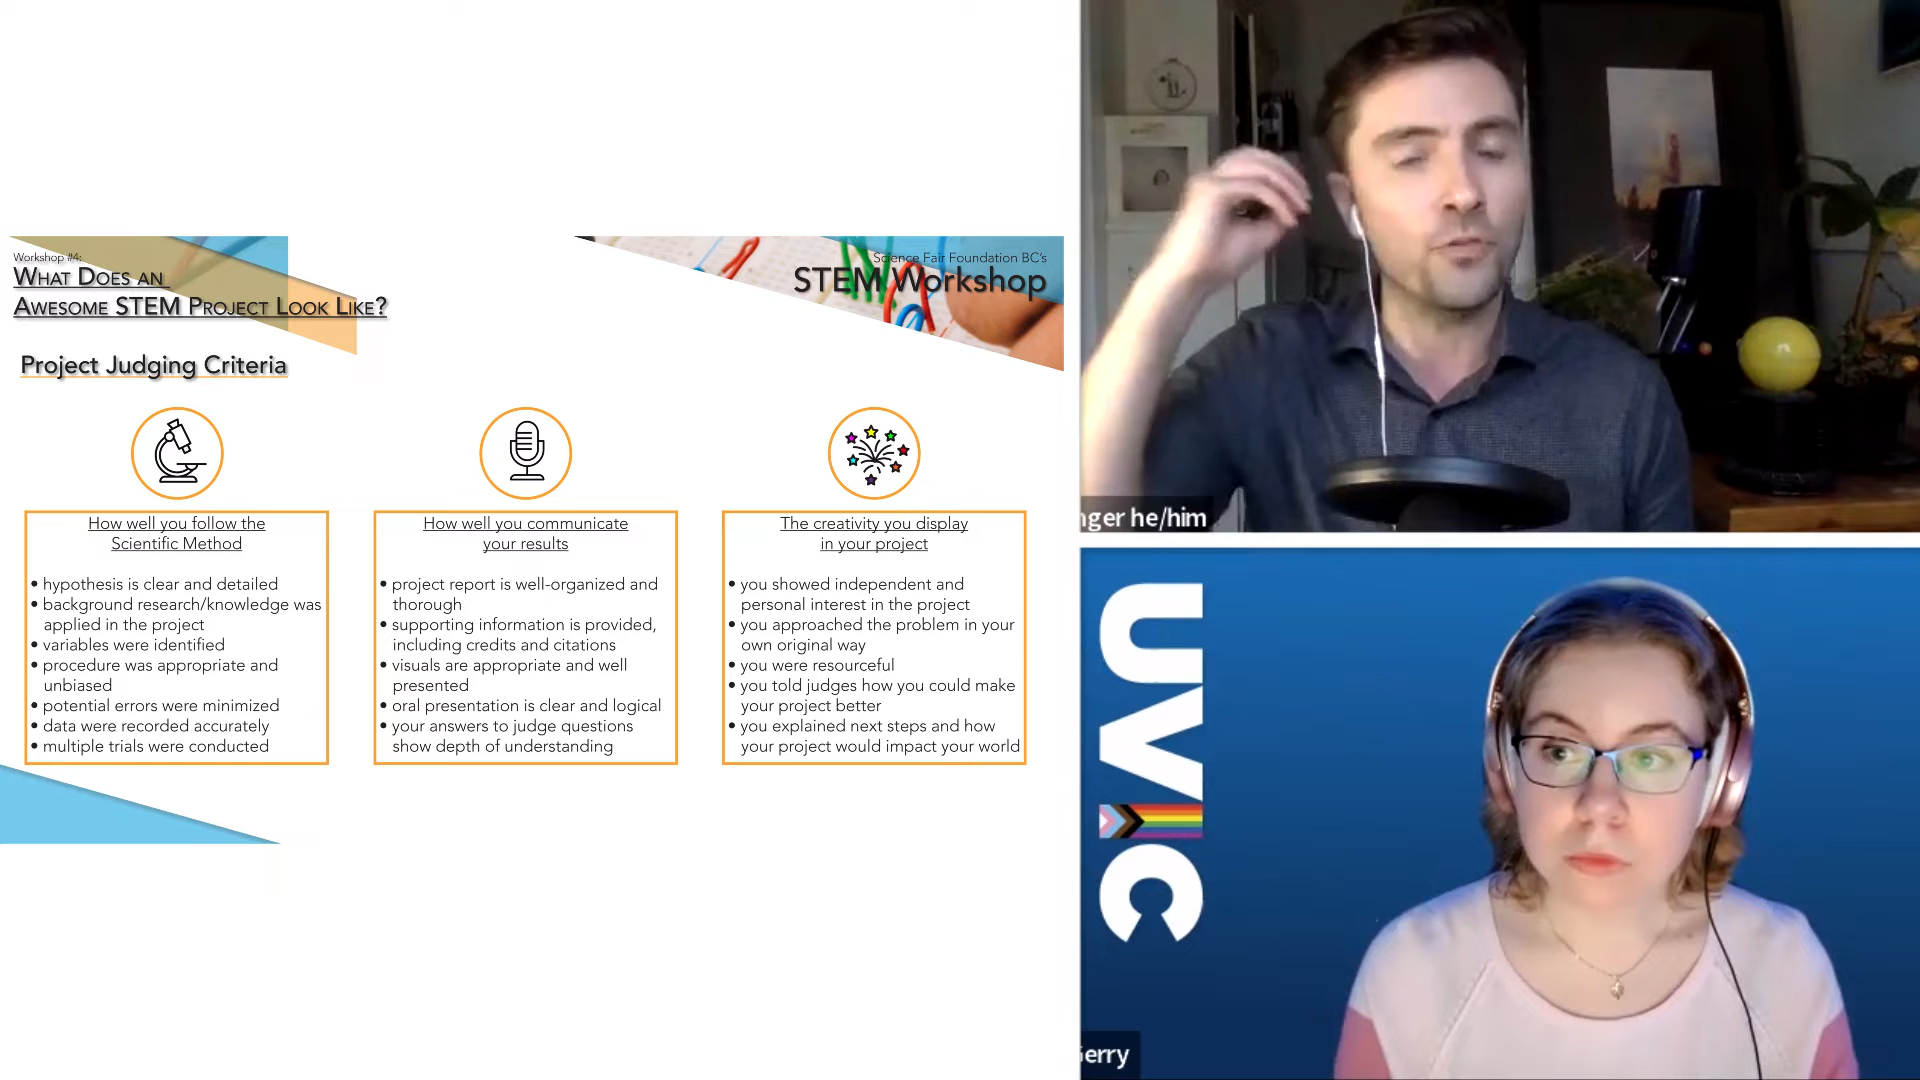 Workshop #4:
WHAT DOES AN
AWESOME STEM PROJECT LOOK LIKE?
Science Fair Foundation BC's
STEM Workshop
Project Judging Criteria
How well you follow the
Scientific Method
• hypothesis is clear and detailed
• background research/knowledge was
applied in the project
• variables were identified
• procedure was appropriate and
unbiased
• potential errors were minimized
• data were recorded accurately
• multiple trials were conducted
How well you communicate
your results
• project report is well-organized and
thorough
• supporting information is provided,
including credits and citations
• visuals are appropriate and well
presented
• oral presentation is clear and logical
• your answers to judge questions
show depth of understanding
The creativity you display
in your project
• you showed independent and
personal interest in the project
• you approached the problem in your
own original way
• you were resourceful
• you told judges how you could make
your project better
• you explained next steps and how
your project would impact your world
nger he/him
UVIC
erry